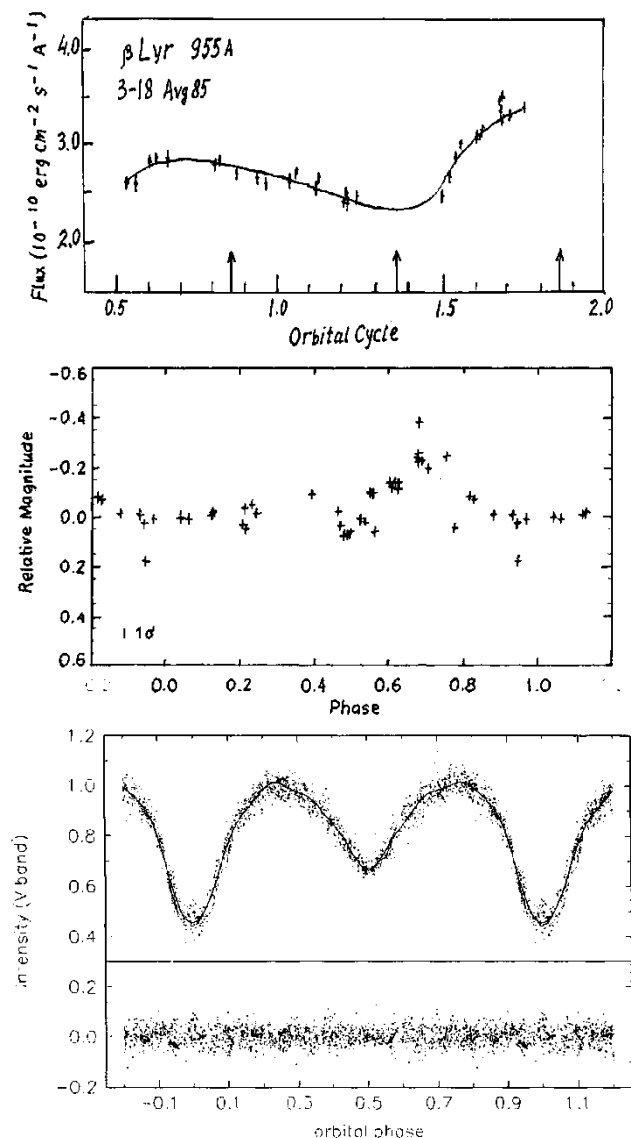 4.0
β Lyr 955A
3-18 Aug 85
3.0
2.0
Flux (10⁻¹⁰ erg cm⁻² s⁻¹ A⁻¹)
0.5 1.0 1.5 2.0
Orbital Cycle
-0.6
-0.4
-0.2
0.0
0.2
0.4
0.6
Relative Magnitude
I 1σ
0.0 0.2 0.4 0.6 0.8 1.0
Phase
1.2
1.0
0.8
0.6
0.4
0.2
0.0
-0.2
intensity (V band)
-0.1 0.1 0.3 0.5 0.7 0.9 1.1
orbital phase